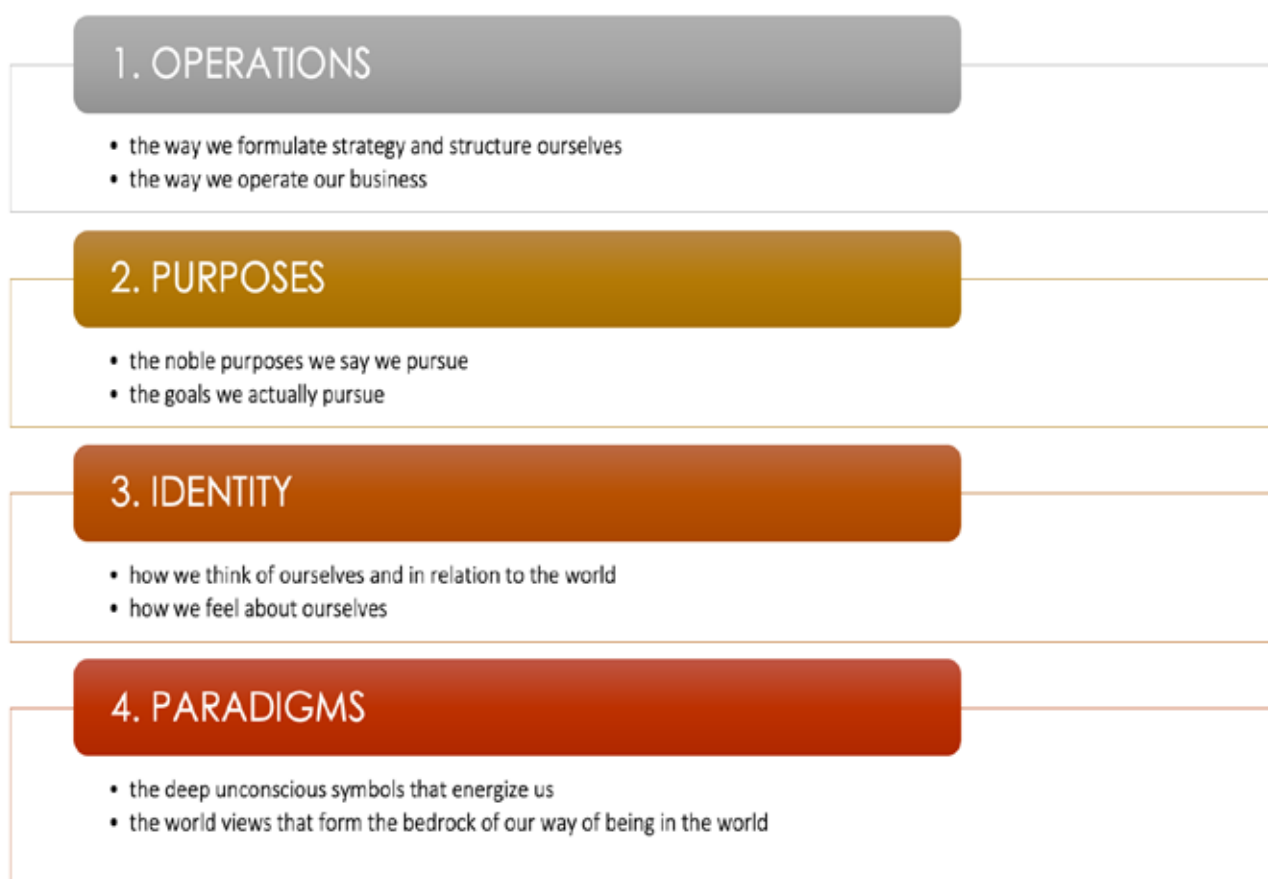 1. OPERATIONS
• the way we formulate strategy and structure ourselves
• the way we operate our business
2. PURPOSES
• the noble purposes we say we pursue
• the goals we actually pursue
3. IDENTITY
• how we think of ourselves and in relation to the world
• how we feel about ourselves
4. PARADIGMS
• the deep unconscious symbols that energize us
• the world views that form the bedrock of our way of being in the world